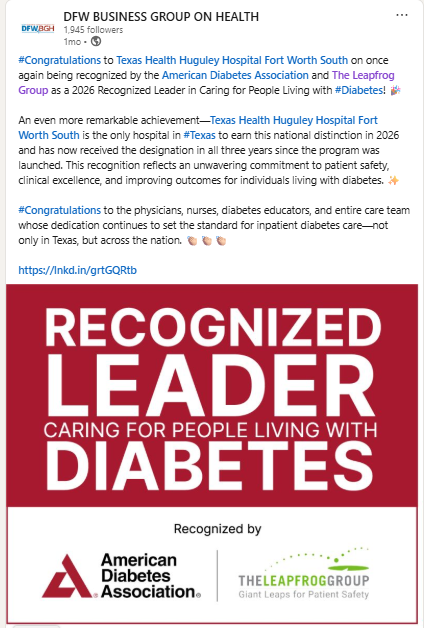 DFW BUSINESS GROUP ON HEALTH
DFW BGH
1,945 followers
1mo •
#Congratulations to Texas Health Huguley Hospital Fort Worth South on once
again being recognized by the American Diabetes Association and The Leapfrog
Group as a 2026 Recognized Leader in Caring for People Living with #Diabetes! 🎉
An even more remarkable achievement—Texas Health Huguley Hospital Fort
Worth South is the only hospital in #Texas to earn this national distinction in 2026
and has now received the designation in all three years since the program was
launched. This recognition reflects an unwavering commitment to patient safety,
clinical excellence, and improving outcomes for individuals living with diabetes. ✨
#Congratulations to the physicians, nurses, diabetes educators, and entire care team
whose dedication continues to set the standard for inpatient diabetes care—not
only in Texas, but across the nation. 👏🏻 👏🏻 👏🏻
https://lnkd.in/grtGQRtb
RECOGNIZED
LEADER
CARING FOR PEOPLE LIVING WITH
DIABETES
Recognized by
American
Diabetes
Association®
THELEAPFROGGROUP
Giant Leaps for Patient Safety